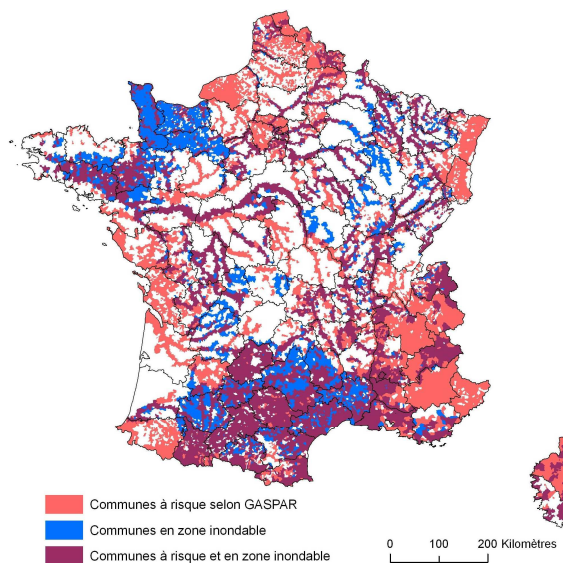 Communes à risque selon GASPAR
Communes en zone inondable
Communes à risque et en zone inondable
0 100 200 Kilomètres